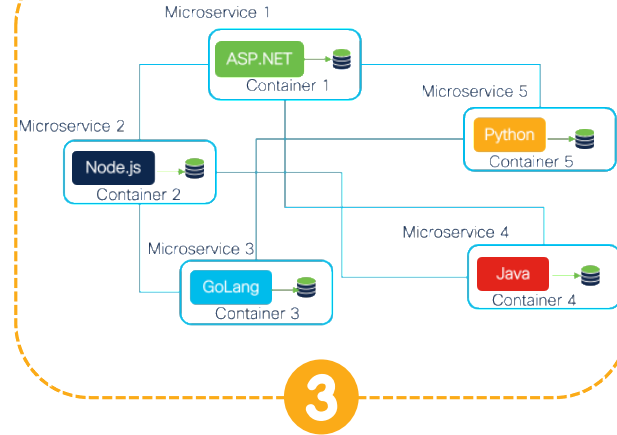 Microservice 1
ASP.NET
Container 1
Microservice 5
Python
Container 5
Microservice 2
Node.js
Container 2
Microservice 4
Java
Container 4
Microservice 3
GoLang
Container 3
3